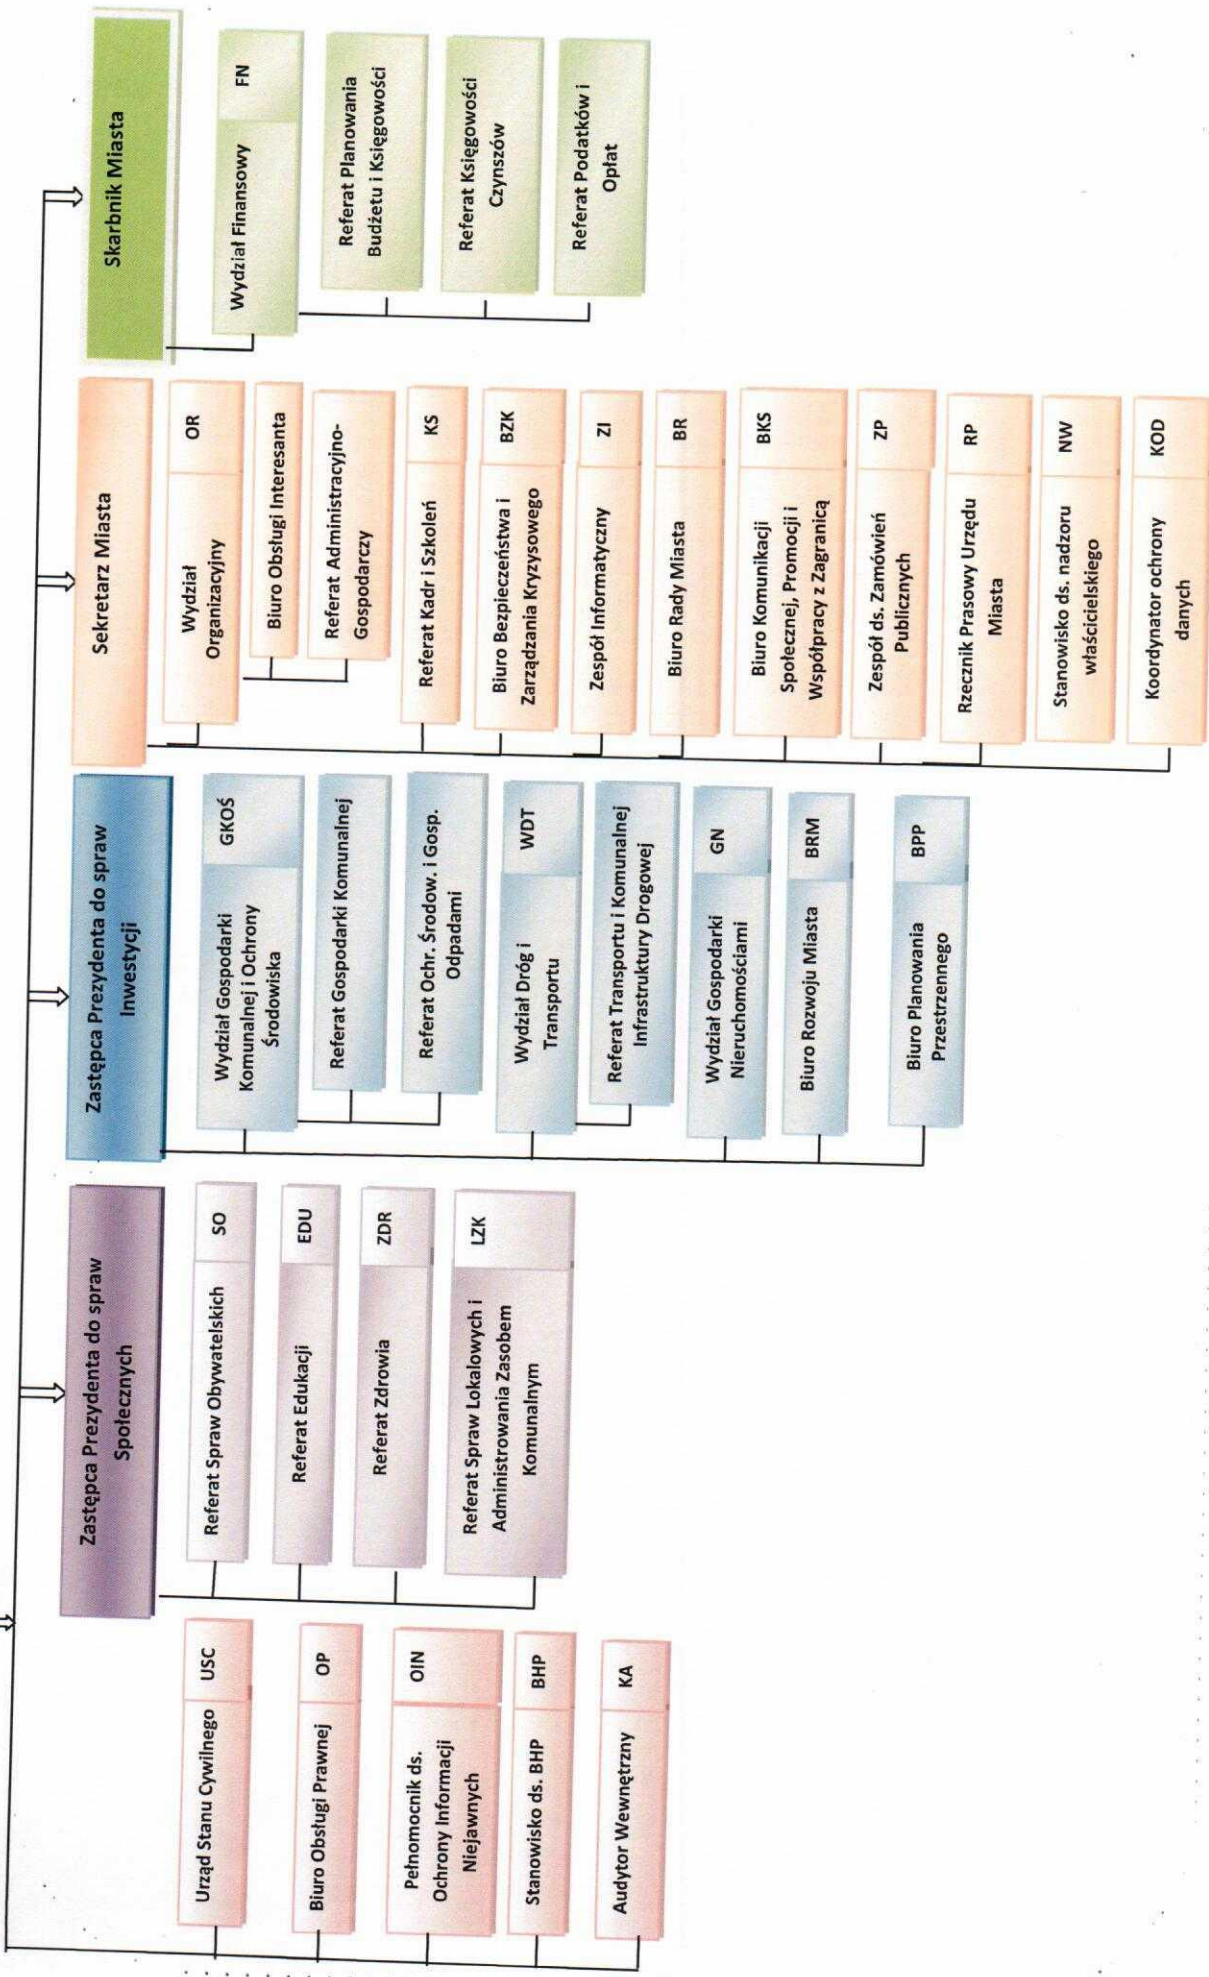 Urząd Stanu Cywilnego
USC
Biuro Obsługi Prawnej
OP
Pełnomocnik ds.
Ochrony Informacji
Niejawnych
OIN
Stanowisko ds. BHP
BHP
Audytor Wewnętrzny
KA
Zastępca Prezydenta do spraw
Społecznych
Referat Spraw Obywatelskich
SO
Referat Edukacji
EDU
Referat Zdrowia
ZDR
Referat Spraw Lokalowych i
Administrowania Zasobem
Komunalnym
LZK
Zastępca Prezydenta do spraw
Inwestycji
Wydział Gospodarki
Komunalnej i Ochrony
Środowiska
GKOŚ
Referat Gospodarki Komunalnej
Referat Ochr. Środow. i Gosp.
Odpadami
Wydział Dróg i
Transportu
WDT
Referat Transportu i Komunalnej
Infrastruktury Drogowej
Wydział Gospodarki
Nieruchomościami
GN
Biuro Rozwoju Miasta
BRM
Biuro Planowania
Przestrzennego
BPP
Sekretarz Miasta
Wydział
Organizacyjny
OR
Biuro Obsługi Interesanta
Referat Administracyjno-
Gospodarczy
Referat Kadr i Szkoleń
KS
Biuro Bezpieczeństwa i
Zarządzania Kryzysowego
BZK
Zespół Informatyczny
ZI
Biuro Rady Miasta
BR
Biuro Komunikacji
Społecznej, Promocji i
Współpracy z Zagranicą
BKS
Zespół ds. Zamówień
Publicznych
ZP
Rzecznik Prasowy Urzędu
Miasta
RP
Stanowisko ds. nadzoru
właścicielskiego
NW
Koordynator ochrony
danych
KOD
Skarbnik Miasta
Wydział Finansowy
FN
Referat Planowania
Budżetu i Księgowości
Referat Księgowości
Czynszów
Referat Podatków i
Opłat